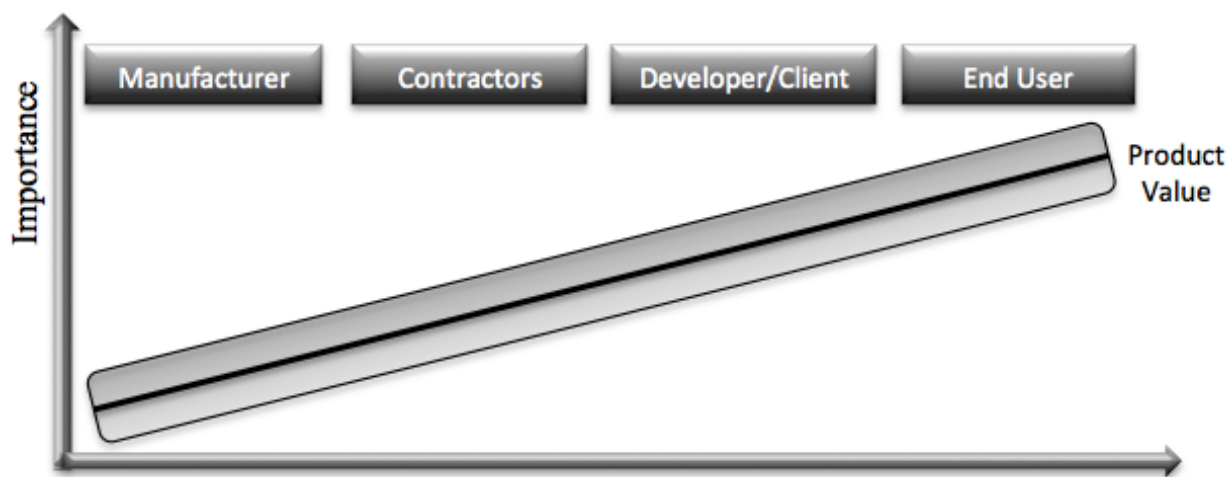 Importance
Manufacturer
Contractors
Developer/Client
End User
Product
Value